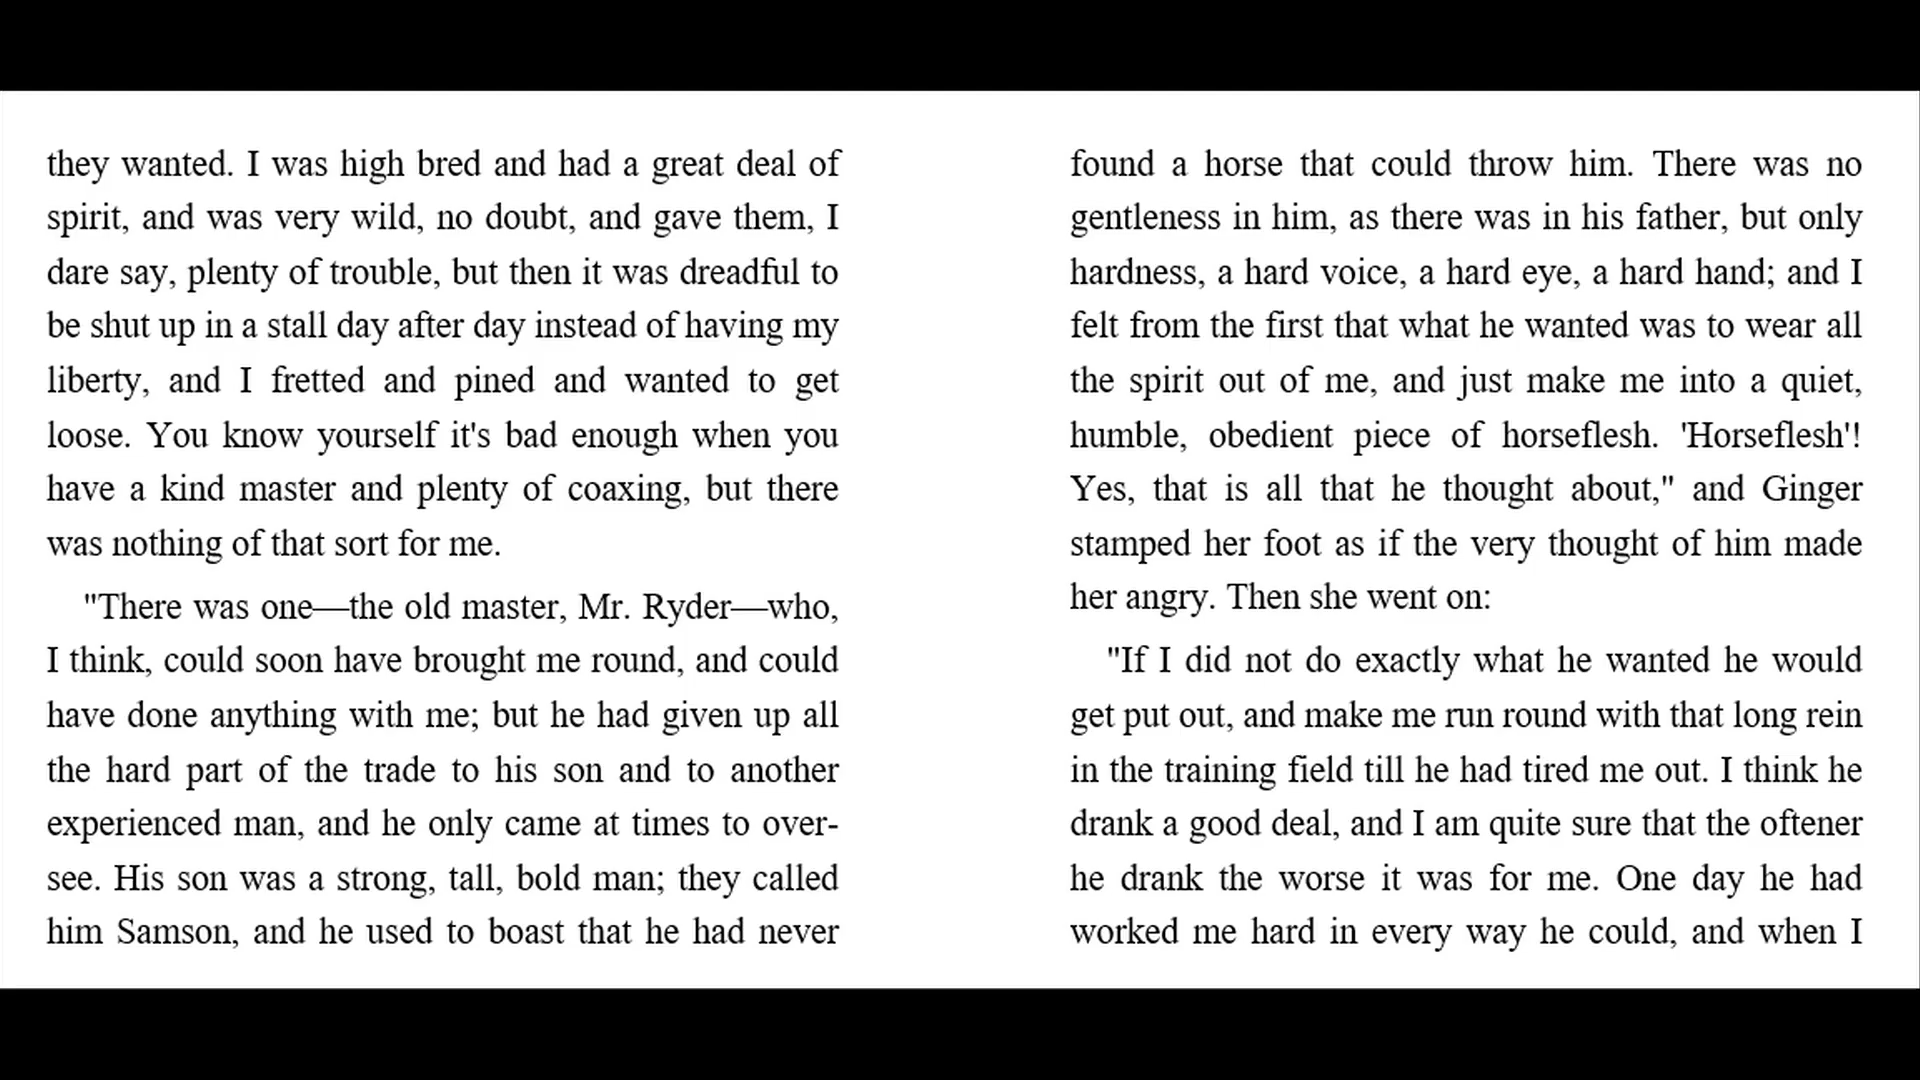 they wanted. I was high bred and had a great deal of
spirit, and was very wild, no doubt, and gave them, I
dare say, plenty of trouble, but then it was dreadful to
be shut up in a stall day after day instead of having my
liberty, and I fretted and pined and wanted to get
loose. You know yourself it's bad enough when you
have a kind master and plenty of coaxing, but there
was nothing of that sort for me.
"There was one—the old master, Mr. Ryder—who,
I think, could soon have brought me round, and could
have done anything with me; but he had given up all
the hard part of the trade to his son and to another
experienced man, and he only came at times to over-
see. His son was a strong, tall, bold man; they called
him Samson, and he used to boast that he had never
found a horse that could throw him. There was no
gentleness in him, as there was in his father, but only
hardness, a hard voice, a hard eye, a hard hand; and I
felt from the first that what he wanted was to wear all
the spirit out of me, and just make me into a quiet,
humble, obedient piece of horseflesh. 'Horseflesh'!
Yes, that is all that he thought about," and Ginger
stamped her foot as if the very thought of him made
her angry. Then she went on:
"If I did not do exactly what he wanted he would
get put out, and make me run round with that long rein
in the training field till he had tired me out. I think he
drank a good deal, and I am quite sure that the oftener
he drank the worse it was for me. One day he had
worked me hard in every way he could, and when I